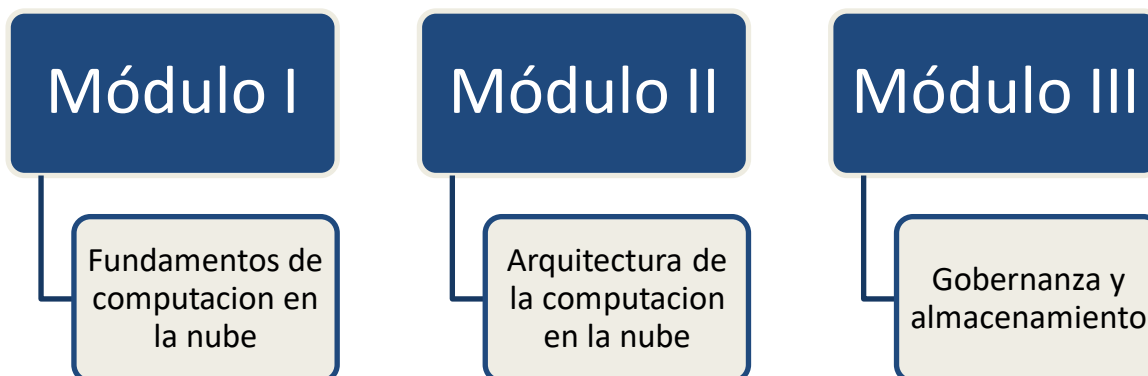 Módulo I
Fundamentos de
computacion en
la nube
Módulo II
Arquitectura de
la computacion
en la nube
Módulo III
Gobernanza y
almacenamiento